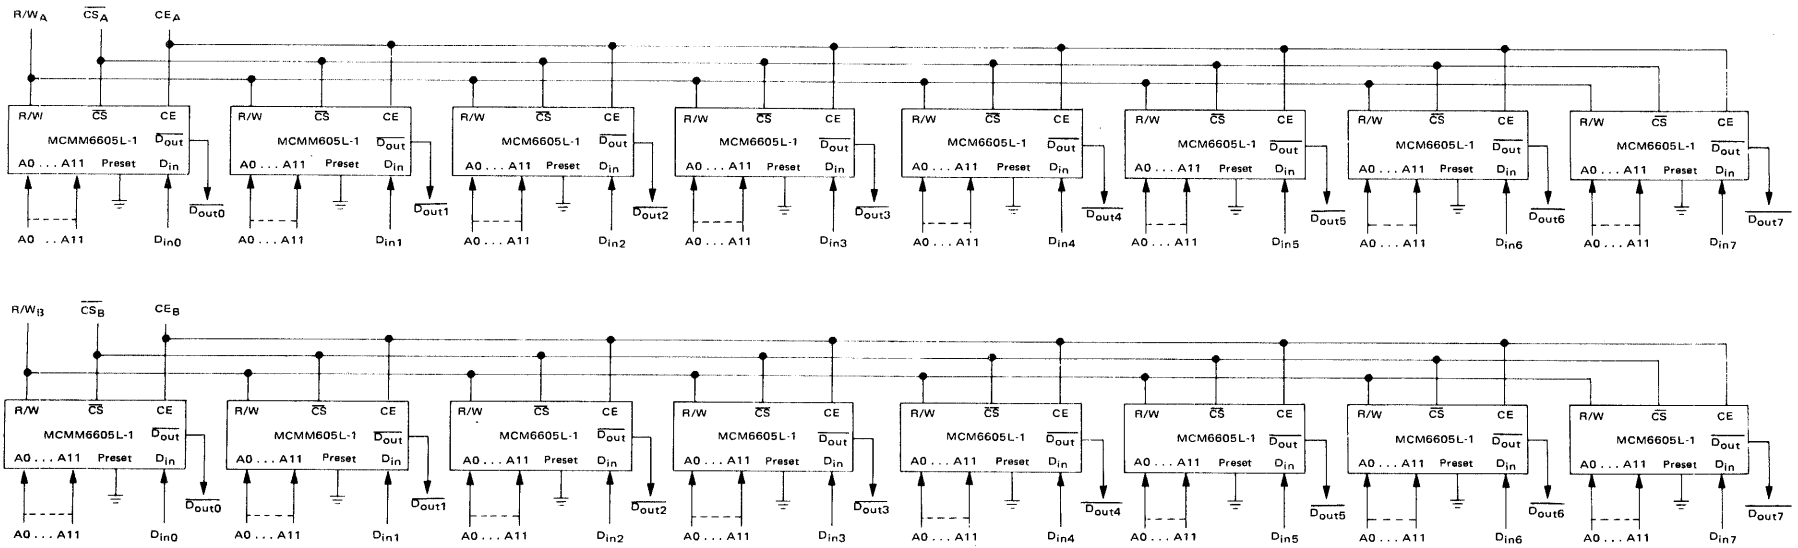 R/WA CSA CEA
R/W CS CE R/W CS CE R/W CS CE R/W CS CE R/W CS CE R/W CS CE R/W CS CE R/W CS CE
MCMM6605L-1 Dout MCMM605L-1 Dout MCM6605L-1 Dout MCM6605L-1 Dout MCM6605L-1 Dout MCM6605L-1 Dout MCM6605L-1 Dout MCM6605L-1 Dout
A0 ... A11 Preset Din A0 ... A11 Preset Din A0 ... A11 Preset Din A0 ... A11 Preset Din A0 ... A11 Preset Din A0 ... A11 Preset Din A0 ... A11 Preset Din A0 ... A11 Preset Din
Dout0 Dout1 Dout2 Dout3 Dout4 Dout5 Dout6 Dout7
A0 ... A11 Din0 A0 ... A11 Din1 A0 ... A11 Din2 A0 ... A11 Din3 A0 ... A11 Din4 A0 ... A11 Din5 A0 ... A11 Din6 A0 ... A11 Din7
R/WB CSB CEB
R/W CS CE R/W CS CE R/W CS CE R/W CS CE R/W CS CE R/W CS CE R/W CS CE R/W CS CE
MCMM6605L-1 Dout MCMM605L-1 Dout MCM6605L-1 Dout MCM6605L-1 Dout MCM6605L-1 Dout MCM6605L-1 Dout MCM6605L-1 Dout MCM6605L-1 Dout
A0 ... A11 Preset Din A0 ... A11 Preset Din A0 ... A11 Preset Din A0 ... A11 Preset Din A0 ... A11 Preset Din A0 ... A11 Preset Din A0 ... A11 Preset Din A0 ... A11 Preset Din
Dout0 Dout1 Dout2 Dout3 Dout4 Dout5 Dout6 Dout7
A0 ... A11 Din0 A0 ... A11 Din1 A0 ... A11 Din2 A0 ... A11 Din3 A0 ... A11 Din4 A0 ... A11 Din5 A0 ... A11 Din6 A0 ... A11 Din7